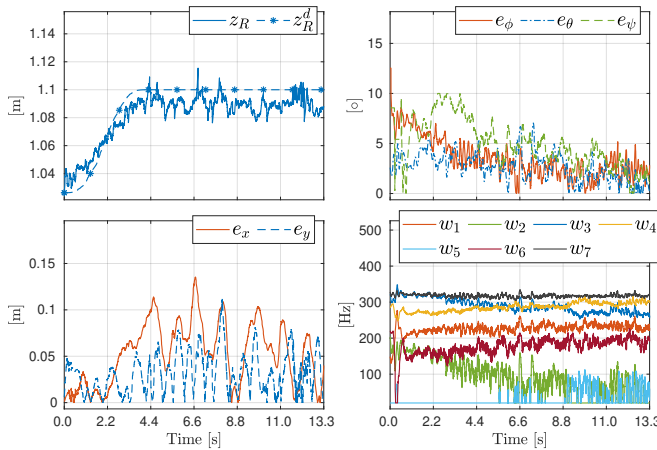 z_R z_R^d
1.14
1.12
1.1
1.08
1.06
1.04
[m]
e_ϕ e_θ e_ψ
15
10
5
0
[○]
e_x e_y
0.15
0.1
0.05
0
[m]
0.0 2.2 4.4 6.6 8.8 11.0 13.3
Time [s]
w_1 w_2 w_3 w_4
w_5 w_6 w_7
500
400
300
200
100
[Hz]
0.0 2.2 4.4 6.6 8.8 11.0 13.3
Time [s]